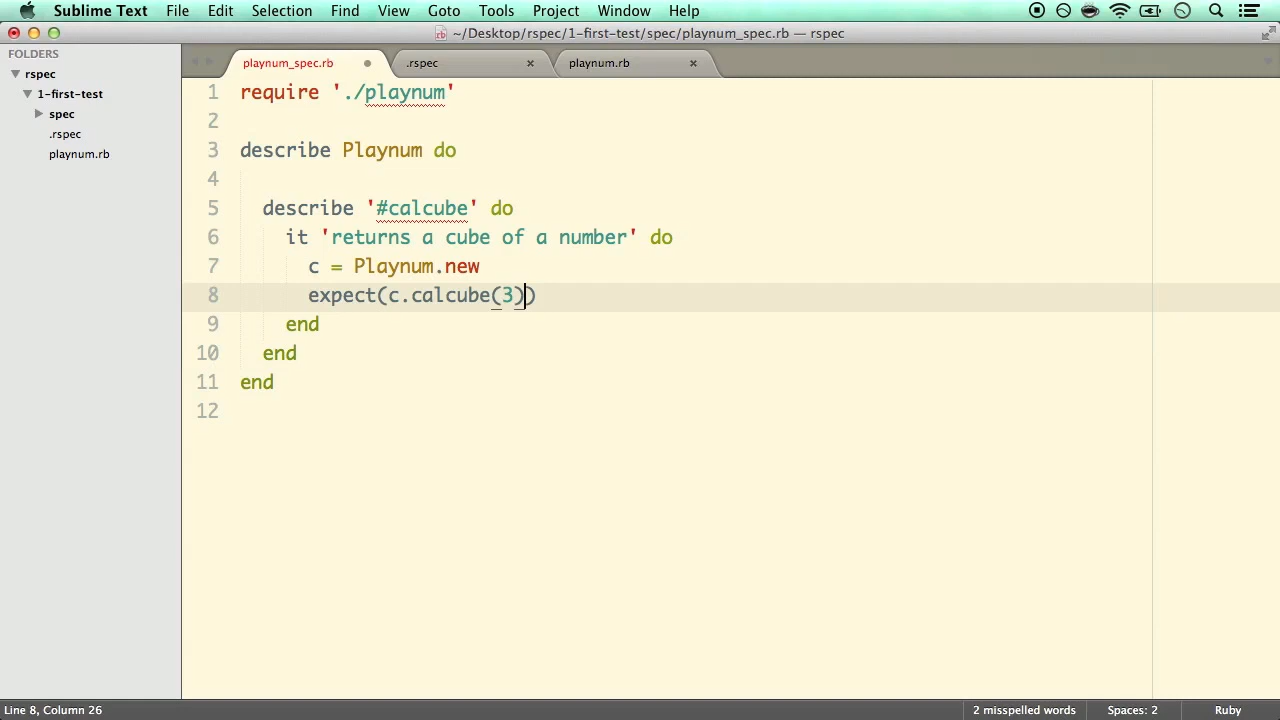 Sublime Text File Edit Selection Find View Goto Tools Project Window Help
~/Desktop/rspec/1-first-test/spec/playnum_spec.rb — rspec
FOLDERS
rspec
1-first-test
spec
.rspec
playnum.rb
playnum_spec.rb .rspec playnum.rb
1 require './playnum'
2
3 describe Playnum do
4
5 describe '#calcube' do
6 it 'returns a cube of a number' do
7 c = Playnum.new
8 expect(c.calcube(3))
9 end
10 end
11 end
12
Line 8, Column 26 2 misspelled words Spaces: 2 Ruby